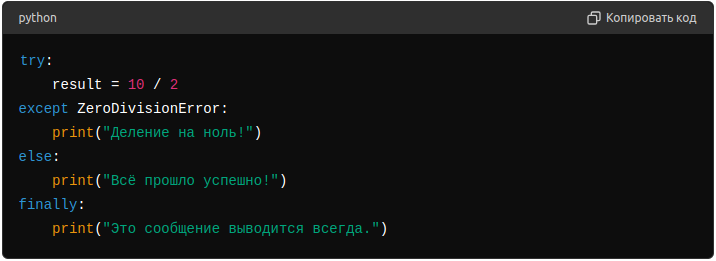 python
Копировать код
try:
    result = 10 / 2
except ZeroDivisionError:
    print("Деление на ноль!")
else:
    print("Всё прошло успешно!")
finally:
    print("Это сообщение выводится всегда.")